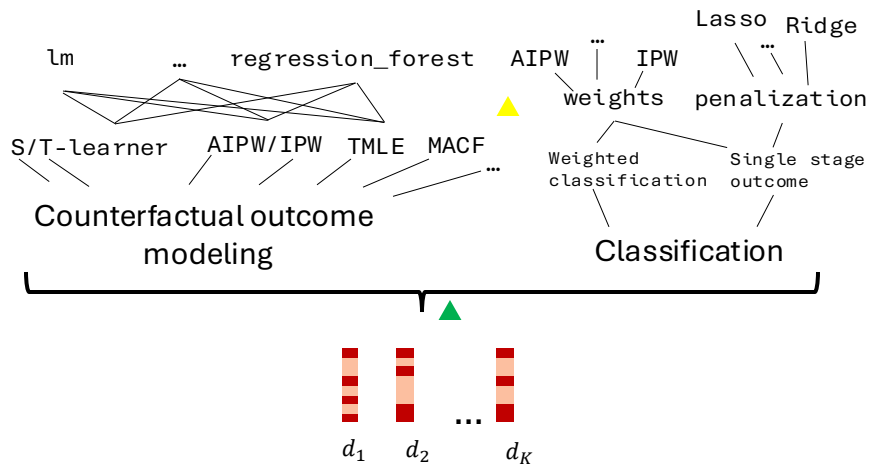 Lasso
Ridge
...
lm
...
regression_forest
...
AIPW
IPW
weights
penalization
S/T-learner
AIPW/IPW
TMLE
MACF
...
Weighted
classification
Single stage
outcome
Counterfactual outcome
modeling
Classification
...
d1
d2
dK